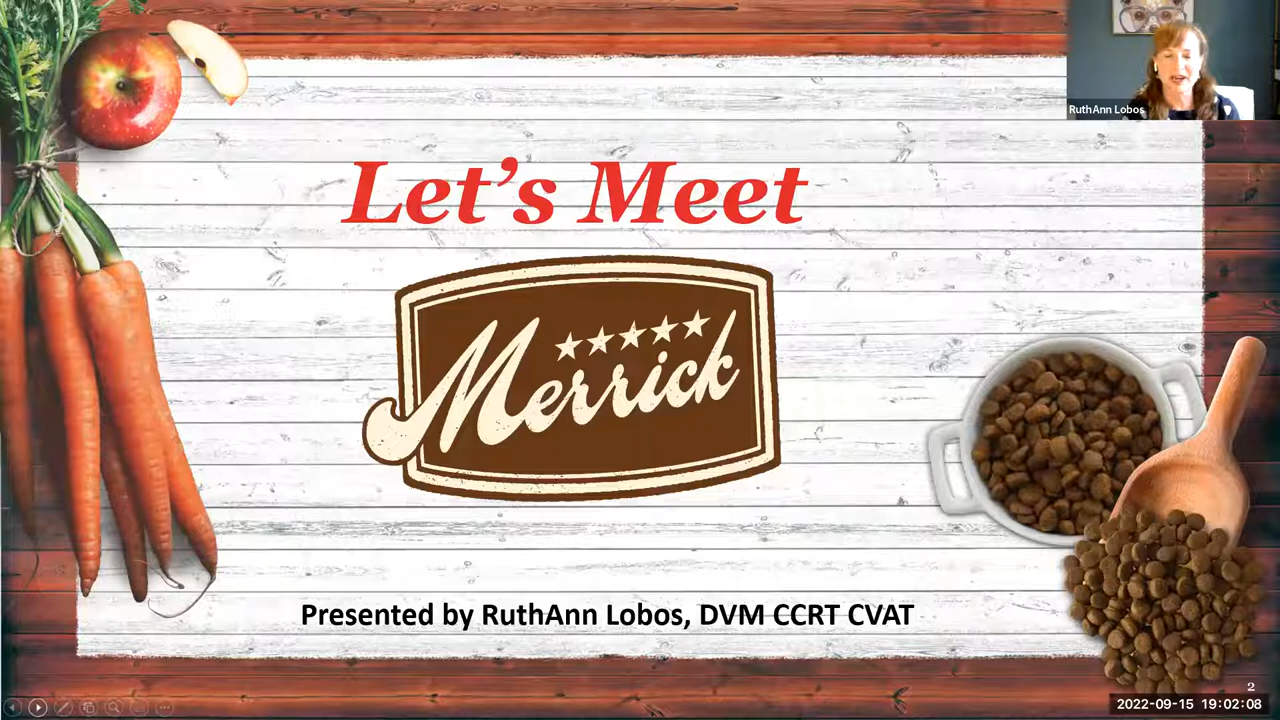 RuthAnn Lobos
Let's Meet
Merrick
Presented by RuthAnn Lobos, DVM CCRT CVAT
2
2022-09-15 19:02:08